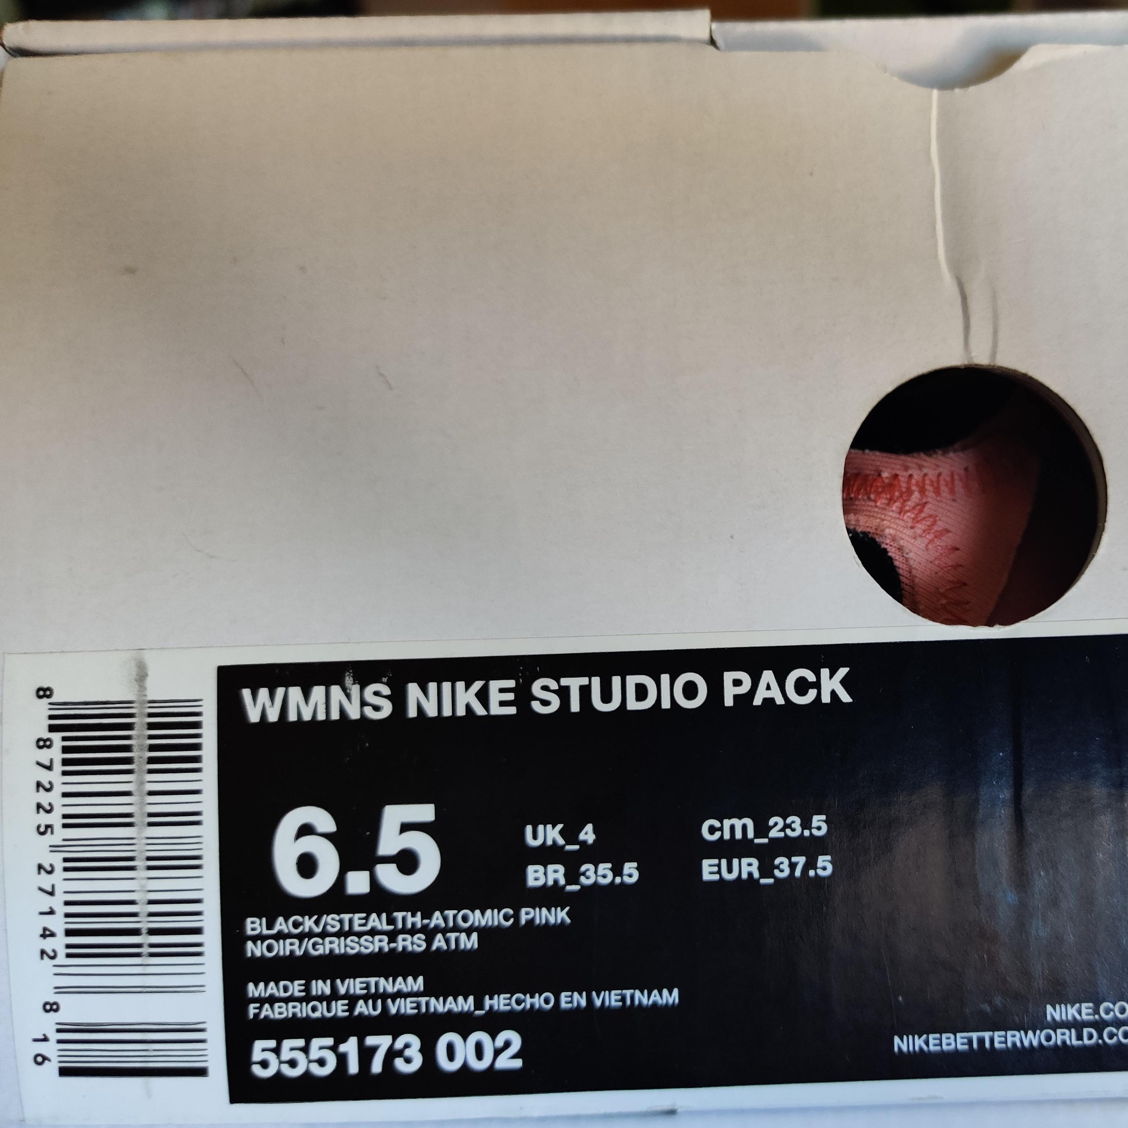 WMNS NIKE STUDIO PACK
6.5
UK_4
cm_23.5
BR_35.5
EUR_37.5
BLACK/STEALTH-ATOMIC PINK
NOIR/GRISSR-RS ATM
MADE IN VIETNAM
FABRIQUE AU VIETNAM_HECHO EN VIETNAM
555173 002
NIKE.CO
NIKEBETTERWORLD.CO
8 87225 27142 8 16